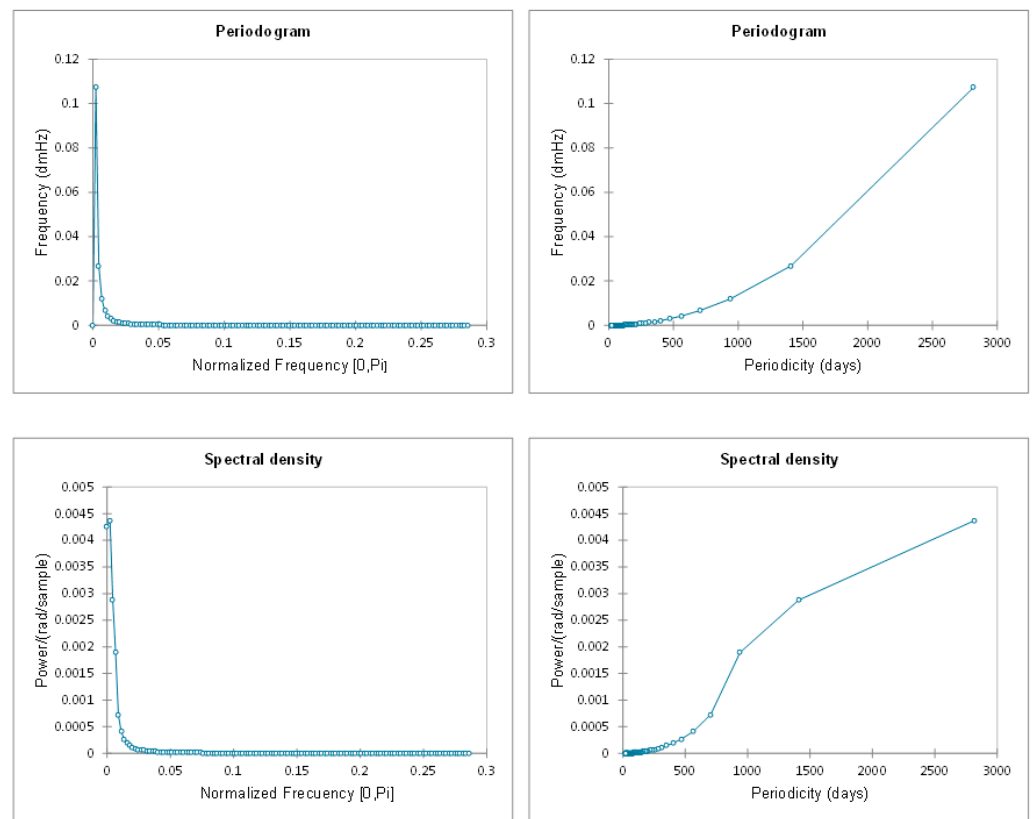 Periodogram
0.12
0.1
0.08
0.06
0.04
0.02
0
Frequency (dmHz)
0 0.05 0.1 0.15 0.2 0.25 0.3
Normalized Frequency [0,Pi]
Periodogram
0.12
0.1
0.08
0.06
0.04
0.02
0
Frequency (dmHz)
0 500 1000 1500 2000 2500 3000
Periodicity (days)
Spectral density
0.005
0.0045
0.004
0.0035
0.003
0.0025
0.002
0.0015
0.001
0.0005
0
Power/(rad/sample)
0 0.05 0.1 0.15 0.2 0.25 0.3
Normalized Frecuency [0,Pi]
Spectral density
0.005
0.0045
0.004
0.0035
0.003
0.0025
0.002
0.0015
0.001
0.0005
0
Power/(rad/sample)
0 500 1000 1500 2000 2500 3000
Periodicity (days)